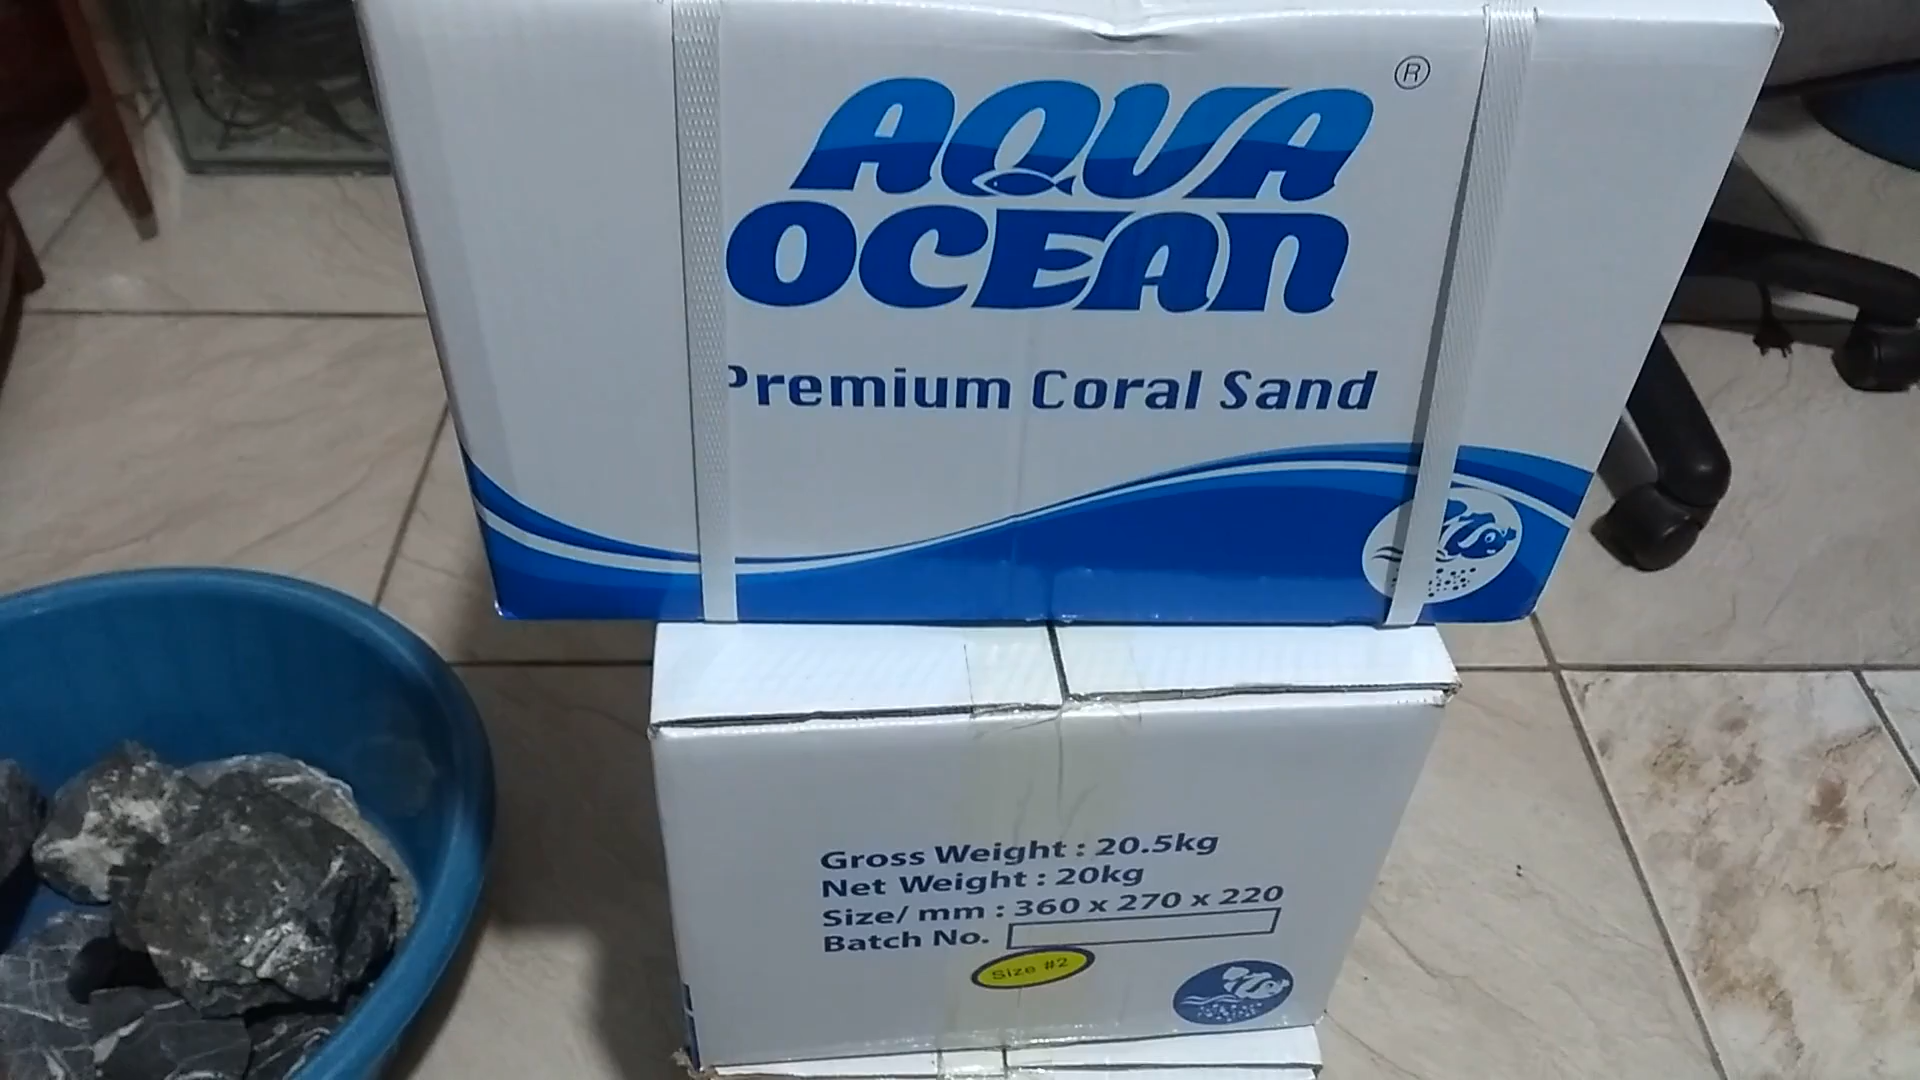 AQUA
OCEAN
®
Premium Coral Sand
Gross Weight : 20.5kg
Net Weight : 20kg
Size/ mm : 360 x 270 x 220
Batch No.
Size #2